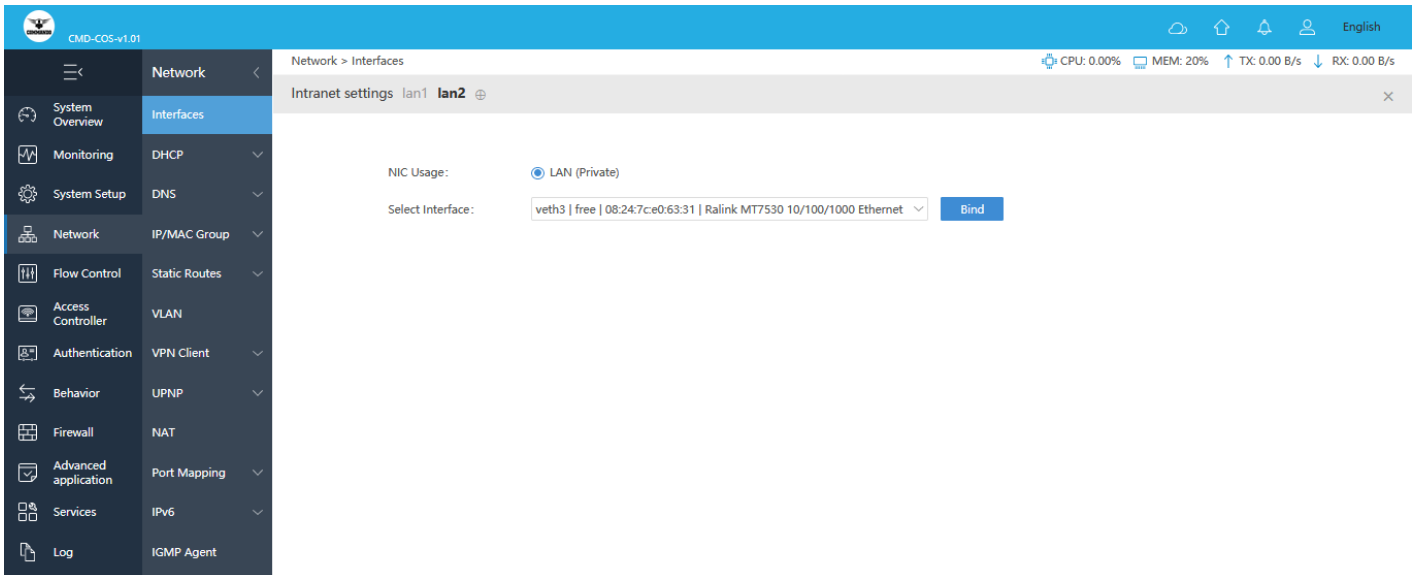 COMMANDO
CMD-COS-v1.01
English
Network
Network > Interfaces
CPU: 0.00%
MEM: 20%
TX: 0.00 B/s
RX: 0.00 B/s
Intranet settings lan1 lan2
System
Overview
Monitoring
System Setup
Network
Flow Control
Access
Controller
Authentication
Behavior
Firewall
Advanced
application
Services
Log
Interfaces
DHCP
DNS
IP/MAC Group
Static Routes
VLAN
VPN Client
UPNP
NAT
Port Mapping
IPv6
IGMP Agent
NIC Usage:
LAN (Private)
Select Interface:
veth3 | free | 08:24:7c:e0:63:31 | Ralink MT7530 10/100/1000 Ethernet
Bind